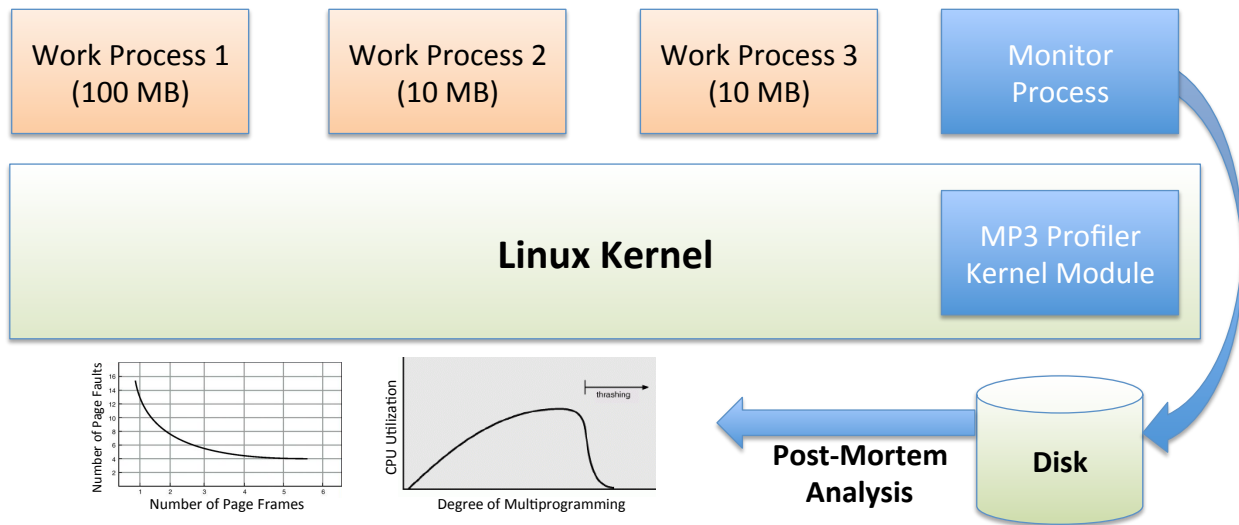 Work Process 1
(100 MB)
Work Process 2
(10 MB)
Work Process 3
(10 MB)
Monitor
Process
Linux Kernel
MP3 Profiler
Kernel Module
Number of Page Faults
16
14
12
10
8
6
4
2
1
2
3
4
5
6
Number of Page Frames
CPU Utilization
thrashing
Degree of Multiprogramming
Post-Mortem
Analysis
Disk